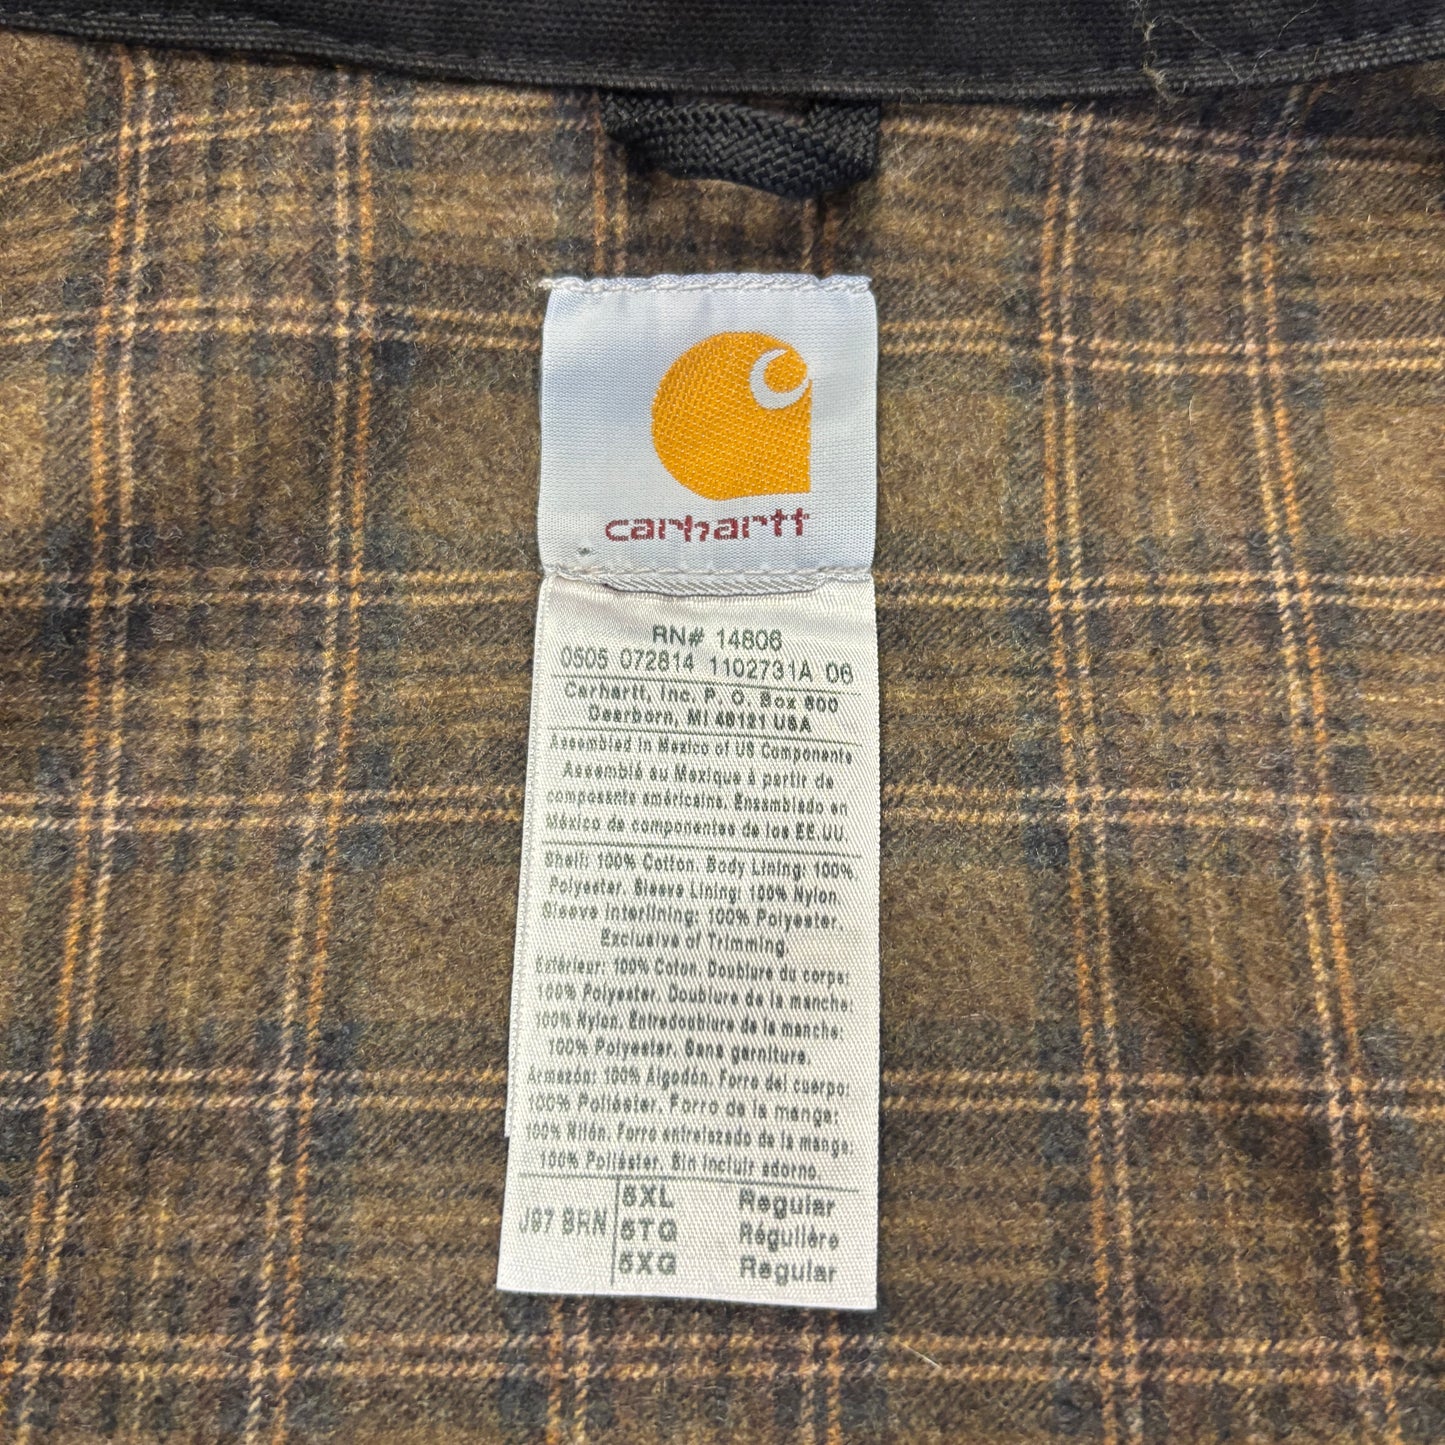 carhartt
RN# 14806
0505 072814 1102731A 06
Carhartt, Inc. P. O. Box 600
Dearborn, MI 48121 USA
Assembled in Mexico of US Components
Assemblé au Mexique à partir de
composants américains. Ensamblado en
México de componentes de los EE.UU.
Shell: 100% Cotton. Body Lining: 100%
Polyester. Sleeve Lining: 100% Nylon.
Sleeve Interlining: 100% Polyester.
Exclusive of Trimming.
Extérieur: 100% Coton. Doublure du corps:
100% Polyester. Doublure de la manche:
100% Nylon. Entredoublure de la manche:
100% Polyester. Sans garniture.
Armazón: 100% Algodón. Forro del cuerpo:
100% Poliéster. Forro de la manga:
100% Nilón. Forro entrelazado de la manga:
100% Poliéster. Sin incluir adorno.
J97 BRN 5XL Regular
5TG Régulière
5XG Regular